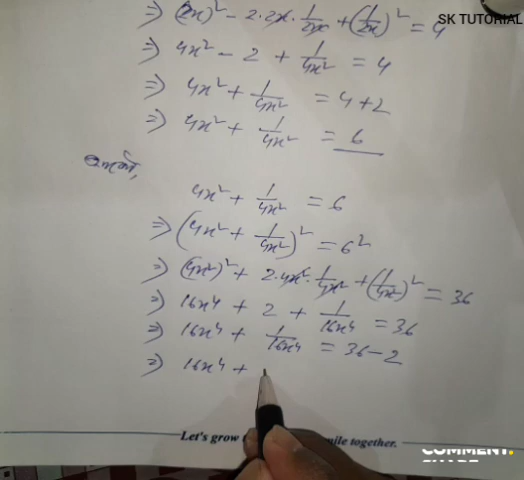 SK TUTORIAL
⇒ (2x)² - 2·2x·1/2x + (1/2x)² = 4
⇒ 4x² - 2 + 1/4x² = 4
⇒ 4x² + 1/4x² = 4+2
⇒ 4x² + 1/4x² = 6
4x² + 1/4x² = 6
⇒ (4x² + 1/4x²)² = 6²
⇒ (4x²)² + 2·4x²·1/4x² + (1/4x²)² = 36
⇒ 16x⁴ + 2 + 1/16x⁴ = 36
⇒ 16x⁴ + 1/16x⁴ = 36-2
⇒ 16x⁴ +
Let's grow mile together.
COMMENT.